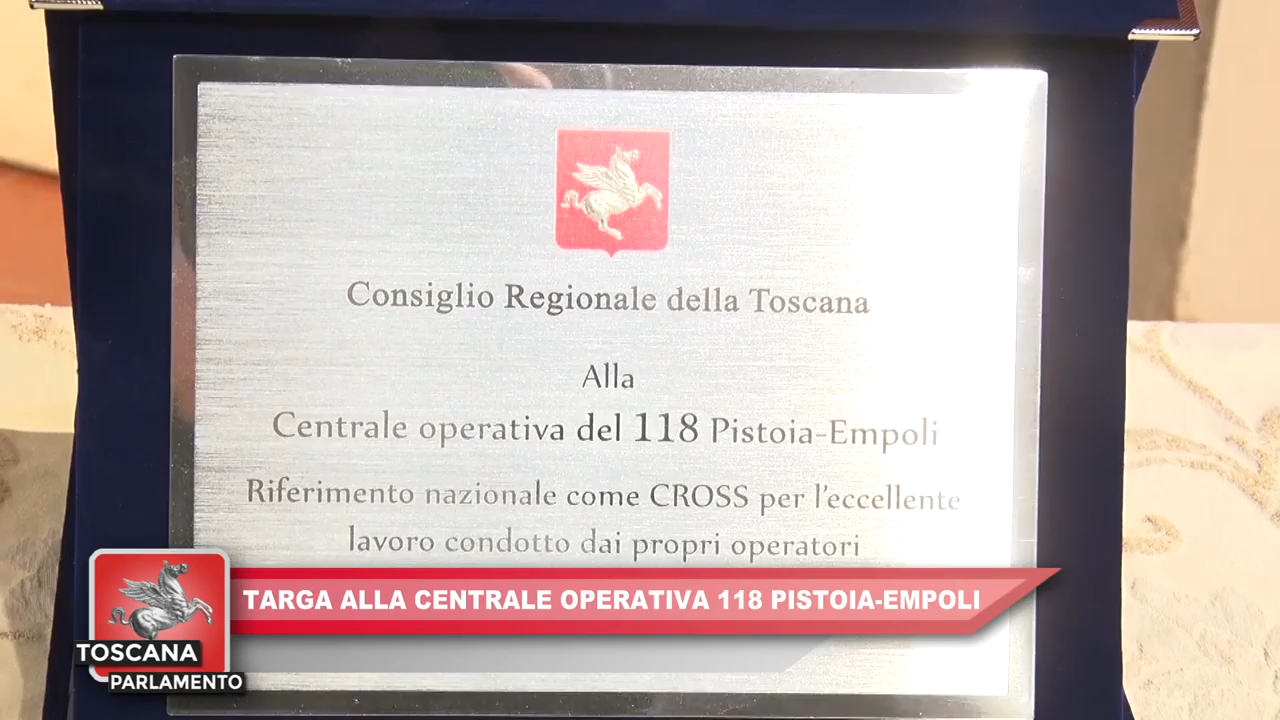 Consiglio Regionale della Toscana
Alla
Centrale operativa del 118 Pistoia-Empoli
Riferimento nazionale come CROSS per l'eccellente
lavoro condotto dai propri operatori
TARGA ALLA CENTRALE OPERATIVA 118 PISTOIA-EMPOLI
TOSCANA
PARLAMENTO